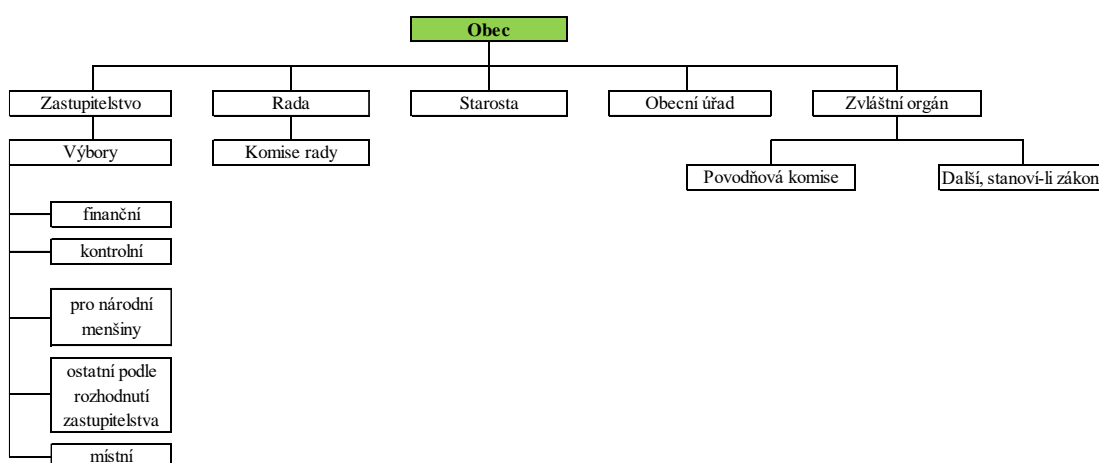 Obec
Zastupitelstvo
Rada
Starosta
Obecní úřad
Zvláštní orgán
Výbory
Komise rady
Povodňová komise
Další, stanoví-li zákon
finanční
kontrolní
pro národní
menšiny
ostatní podle
rozhodnutí
zastupitelstva
místní